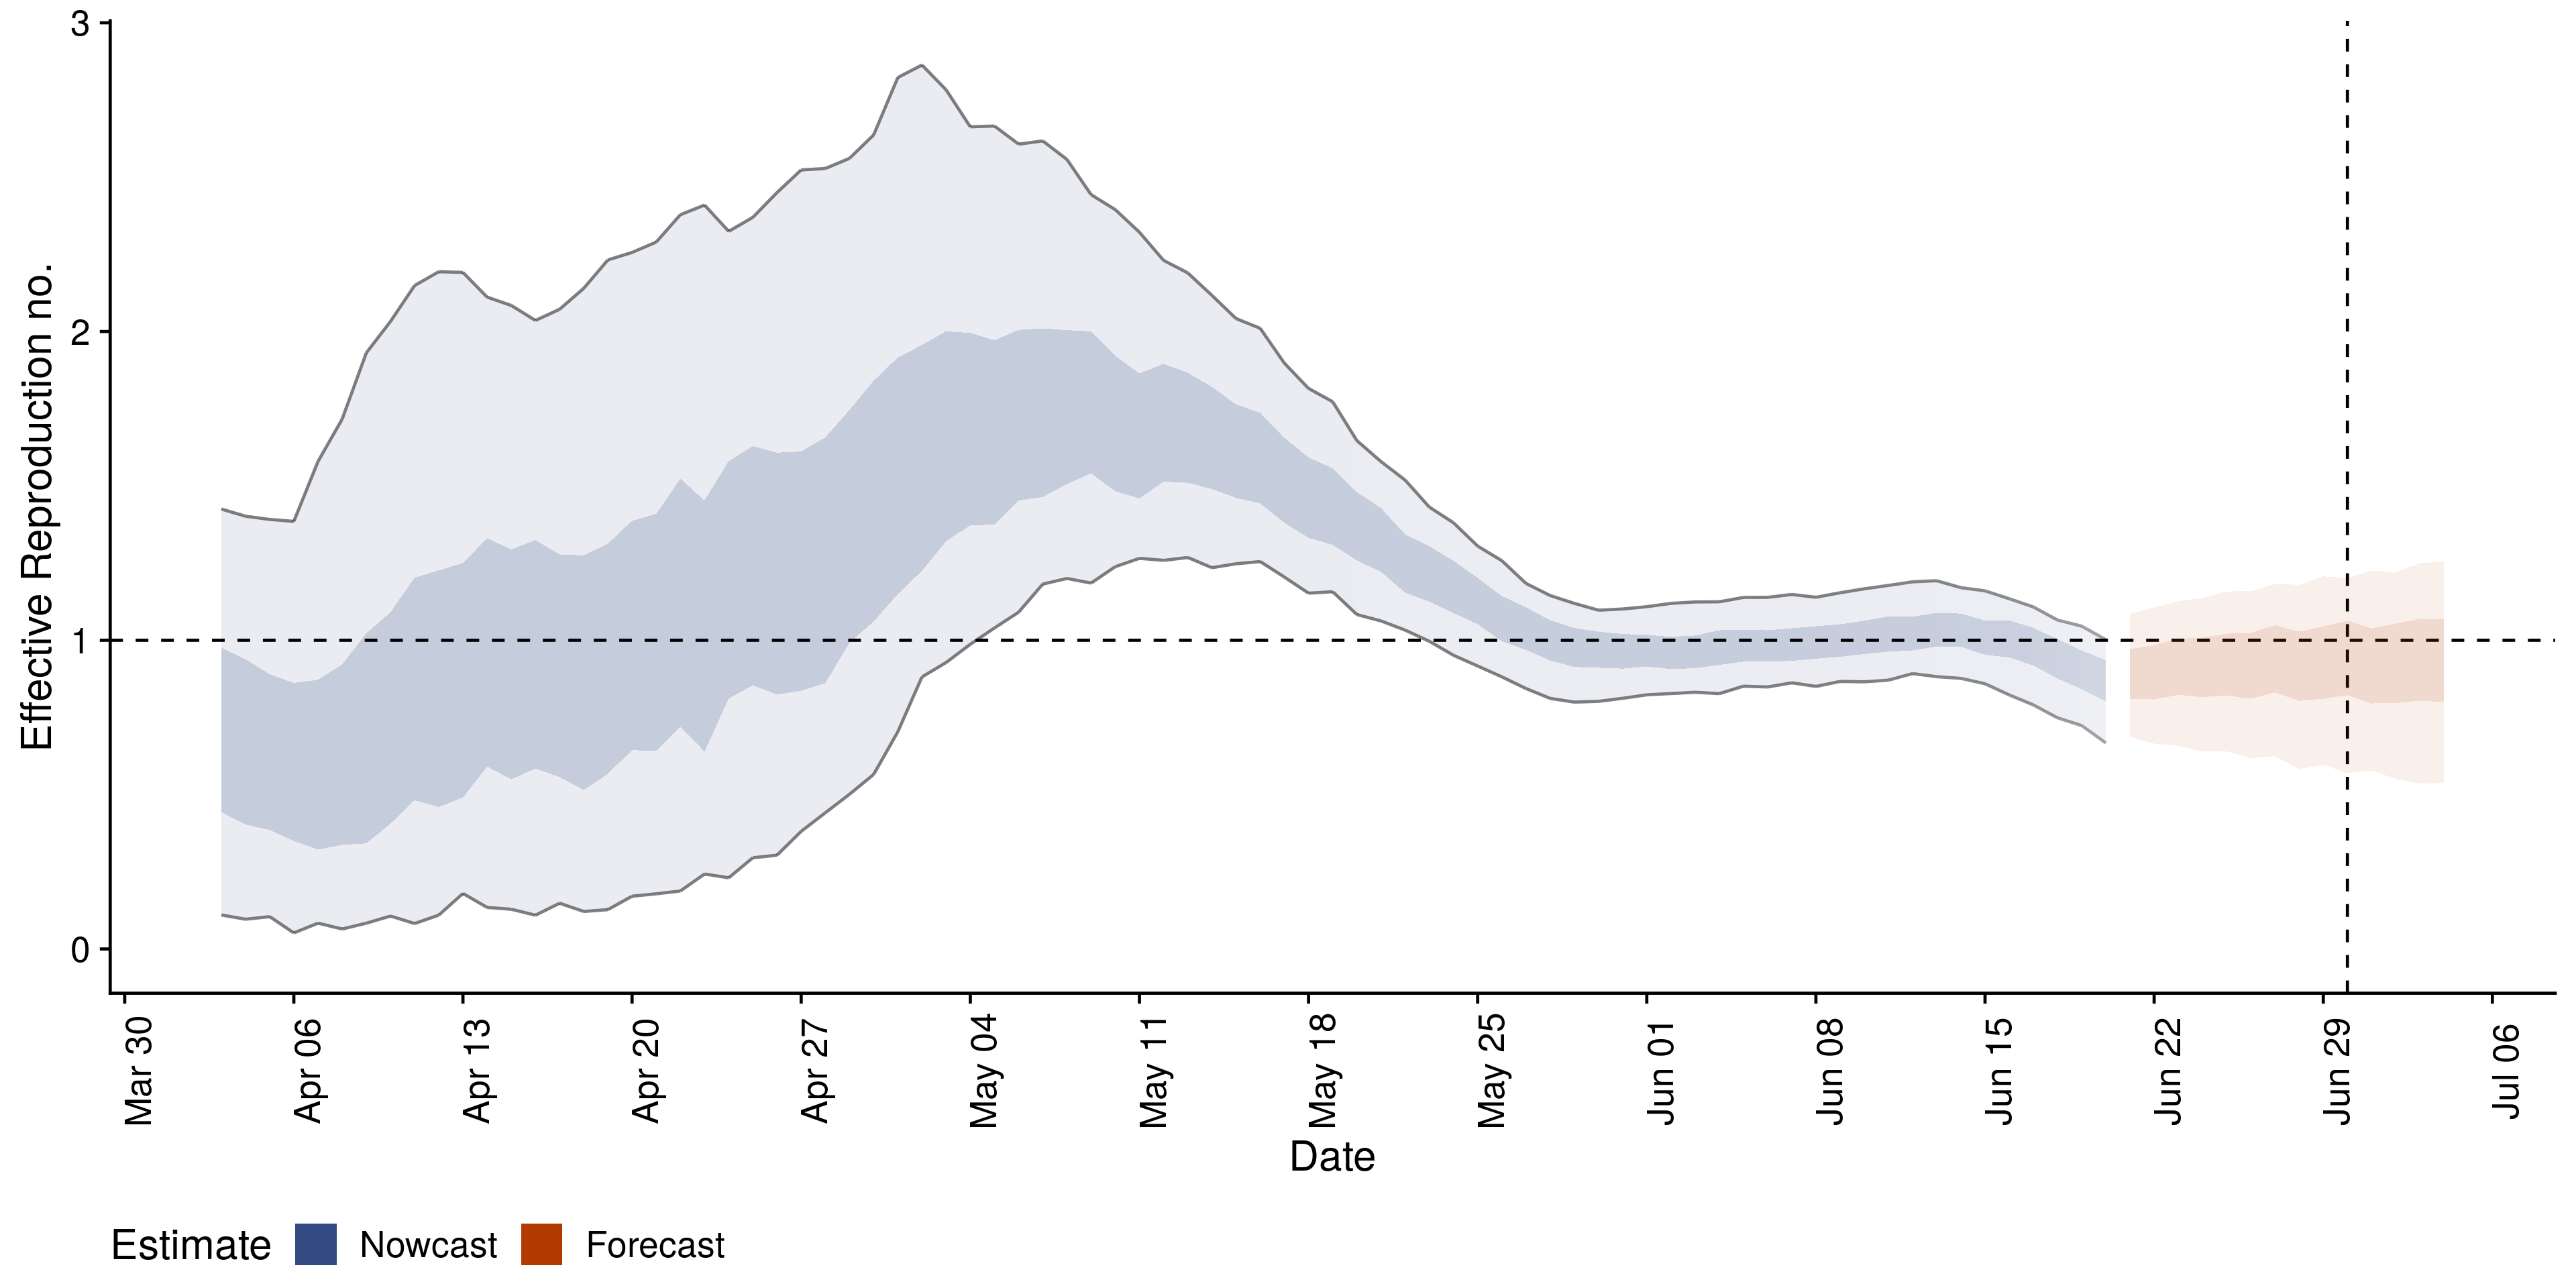 Effective Reproduction no.
3
2
1
0
Mar 30
Apr 06
Apr 13
Apr 20
Apr 27
May 04
May 11
May 18
May 25
Jun 01
Jun 08
Jun 15
Jun 22
Jun 29
Jul 06
Date
Estimate Nowcast Forecast